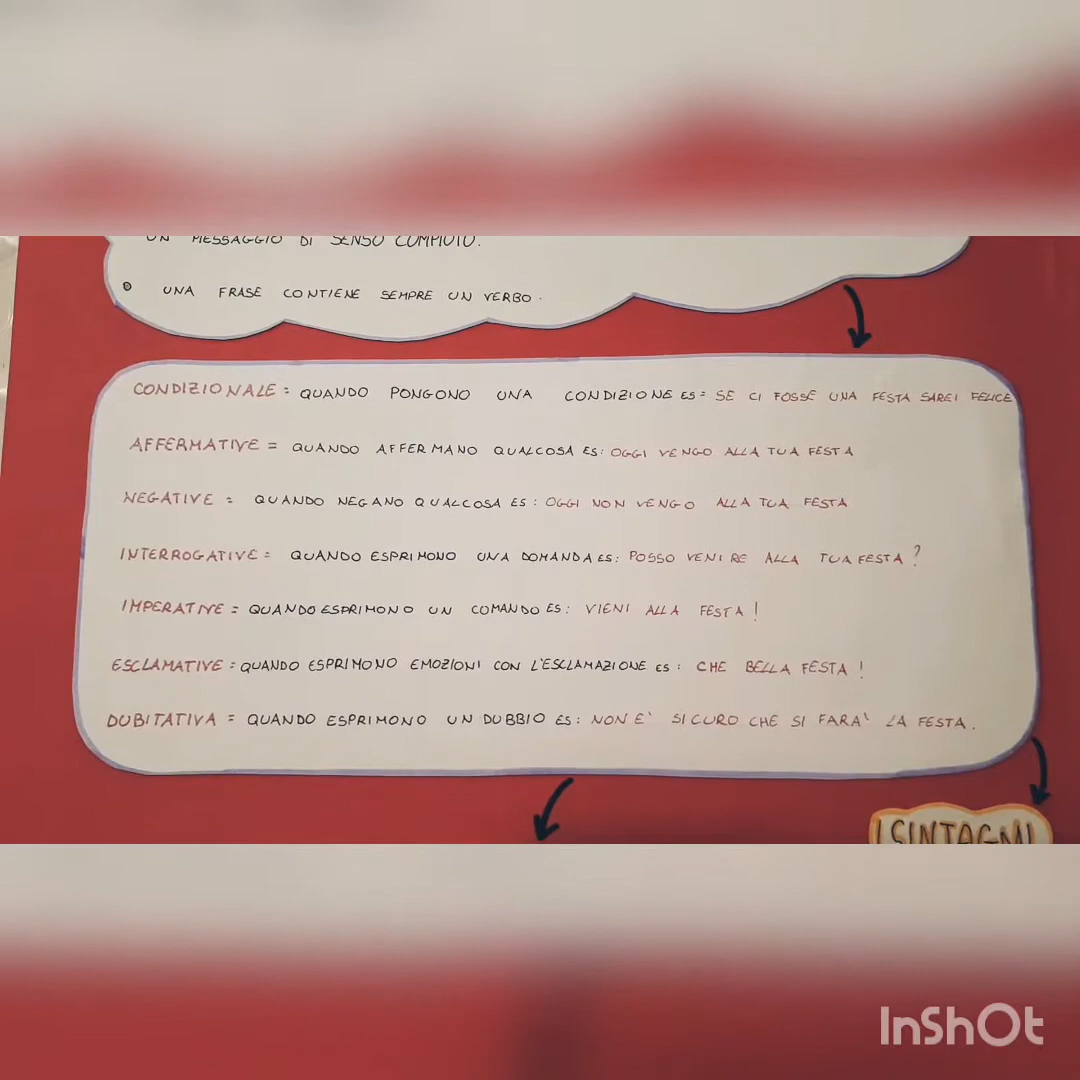 UN MESSAGGIO DI SENSO COMPIUTO.
UNA FRASE CONTIENE SEMPRE UN VERBO.
CONDIZIONALE = QUANDO PONGONO UNA CONDIZIONE ES= SE CI FOSSE UNA FESTA SAREI FELICE
AFFERMATIVE = QUANDO AFFERMANO QUALCOSA ES: OGGI VENGO ALLA TUA FESTA
NEGATIVE = QUANDO NEGANO QUALCOSA ES: OGGI NON VENGO ALLA TUA FESTA
INTERROGATIVE = QUANDO ESPRIMONO UNA DOMANDA ES: POSSO VENIRE ALLA TUA FESTA?
IMPERATIVE = QUANDO ESPRIMONO UN COMANDO ES: VIENI ALLA FESTA!
ESCLAMATIVE = QUANDO ESPRIMONO EMOZIONI CON L'ESCLAMAZIONE ES: CHE BELLA FESTA!
DUBITATIVA = QUANDO ESPRIMONO UN DUBBIO ES: NON E' SICURO CHE SI FARA' LA FESTA.
I SINTAGMI
InShOt